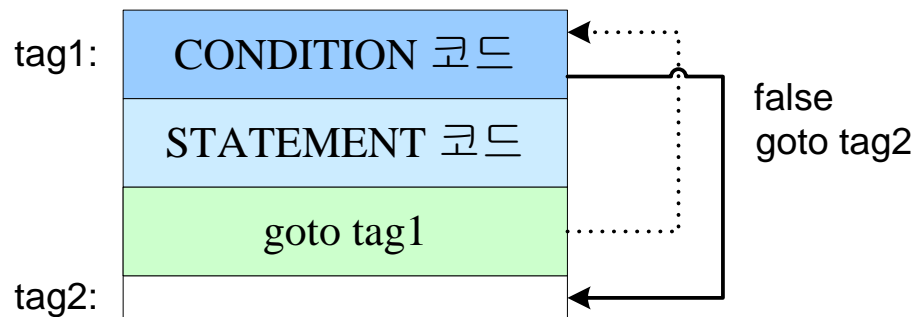 tag1:
CONDITION 코드
STATEMENT 코드
false
goto tag2
goto tag1
tag2: